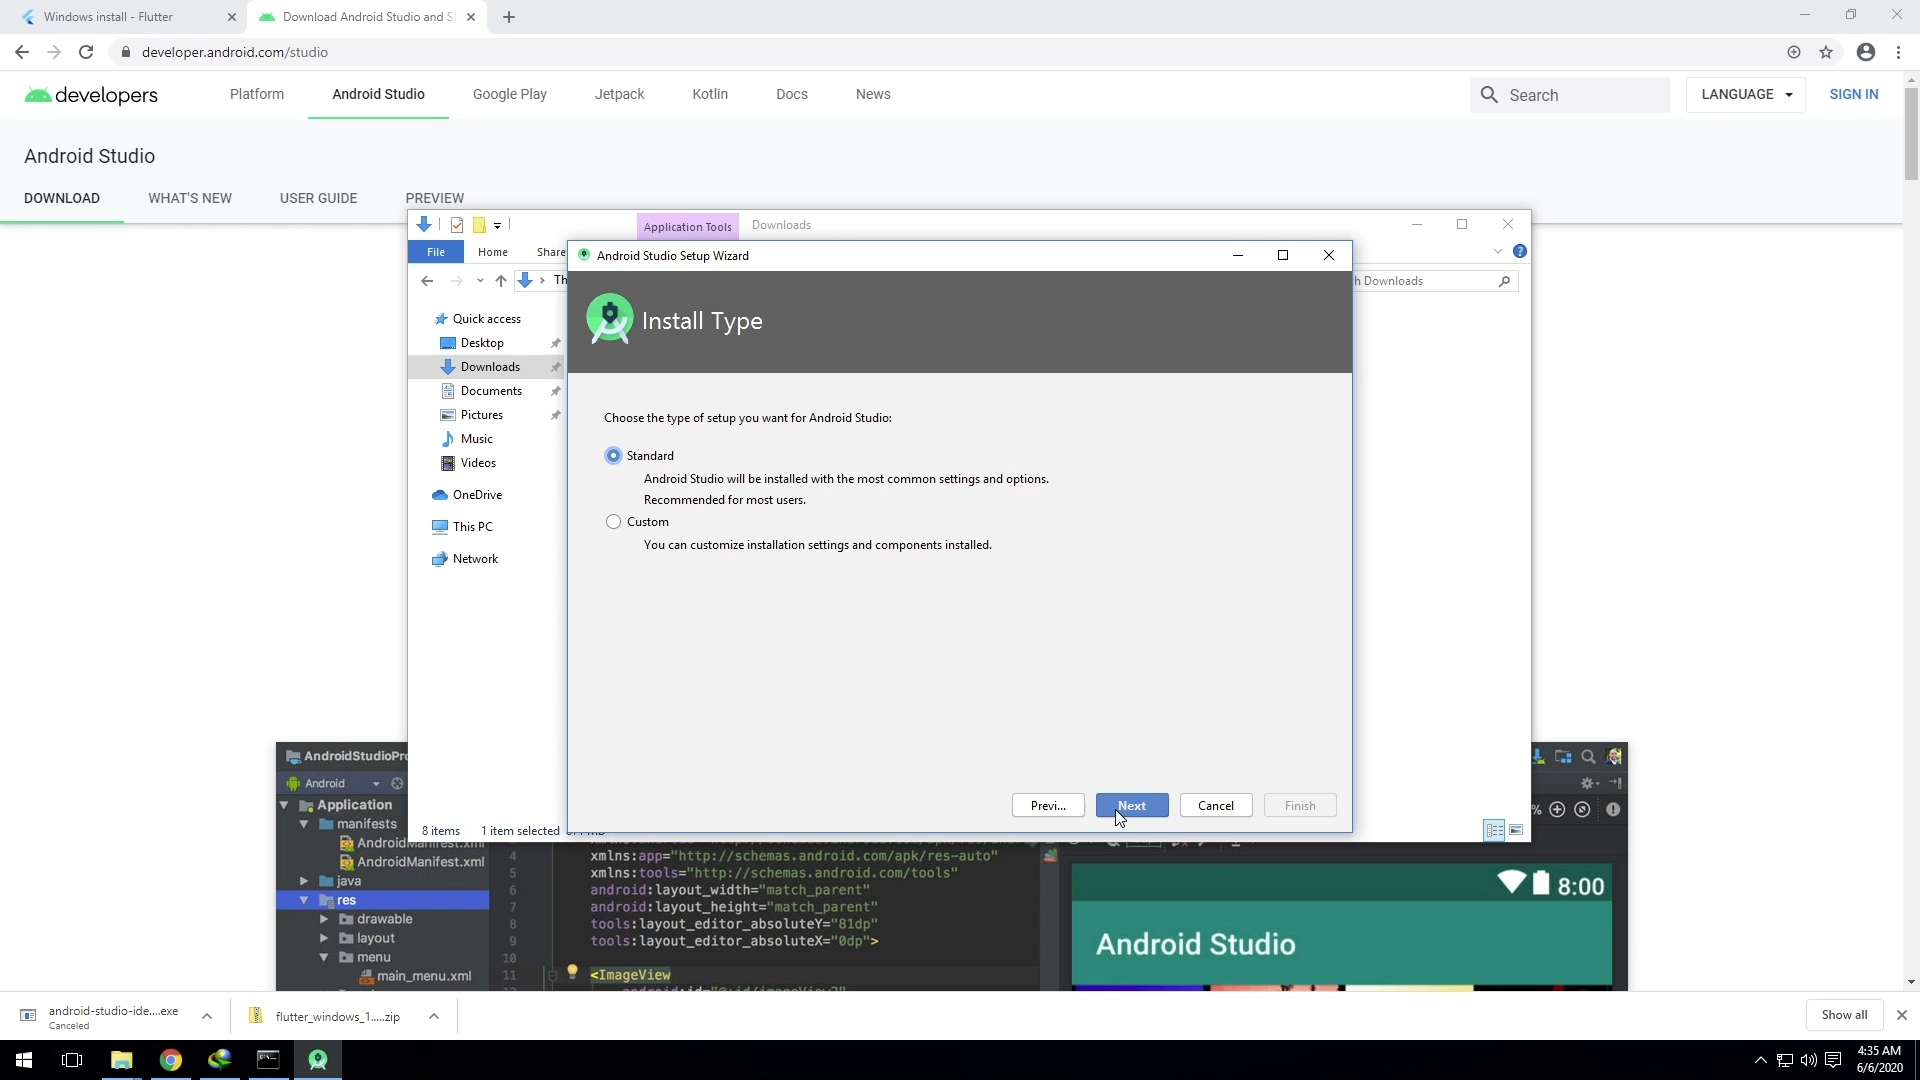 Windows install - Flutter
Download Android Studio and S
developer.android.com/studio
developers
Platform
Android Studio
Google Play
Jetpack
Kotlin
Docs
News
Search
LANGUAGE
SIGN IN
Android Studio
DOWNLOAD
WHAT'S NEW
USER GUIDE
PREVIEW
Application Tools
Downloads
File
Home
Share
Android Studio Setup Wizard
Th
h Downloads
Quick access
Desktop
Downloads
Documents
Pictures
Music
Videos
OneDrive
This PC
Network
Install Type
Choose the type of setup you want for Android Studio:
Standard
Android Studio will be installed with the most common settings and options.
Recommended for most users.
Custom
You can customize installation settings and components installed.
Previ...
Next
Cancel
Finish
8 items
1 item selected
AndroidStudioPro
Android
Application
manifests
AndroidManifest.xml
AndroidManifest.xml
java
res
drawable
layout
menu
main_menu.xml
4 xmlns:app="http://schemas.android.com/apk/res-auto"
5 xmlns:tools="http://schemas.android.com/tools"
6 android:layout_width="match_parent"
7 android:layout_height="match_parent"
8 tools:layout_editor_absoluteY="81dp"
9 tools:layout_editor_absoluteX="0dp">
10
11 <ImageView
8:00
Android Studio
android-studio-ide....exe
Canceled
flutter_windows_1.....zip
Show all
4:35 AM
6/6/2020